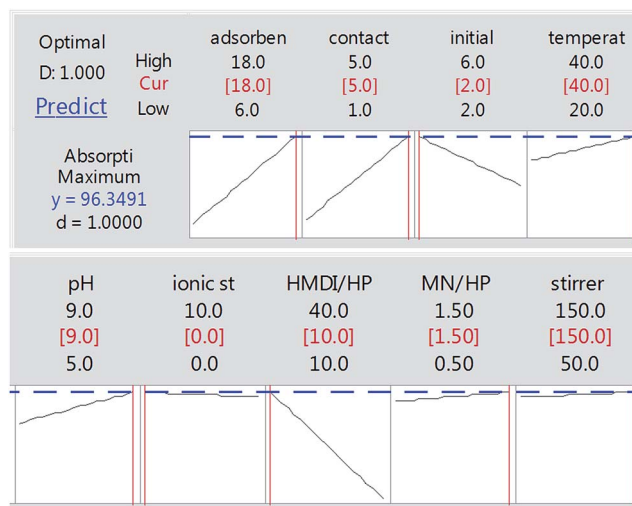 Optimal
D: 1.000
Predict
High
Cur
Low
adsorben
18.0
[18.0]
6.0
contact
5.0
[5.0]
1.0
initial
6.0
[2.0]
2.0
temperat
40.0
[40.0]
20.0
Absorpti
Maximum
y = 96.3491
d = 1.0000
pH
9.0
[9.0]
5.0
ionic st
10.0
[0.0]
0.0
HMDI/HP
40.0
[10.0]
10.0
MN/HP
1.50
[1.50]
0.50
stirrer
150.0
[150.0]
50.0